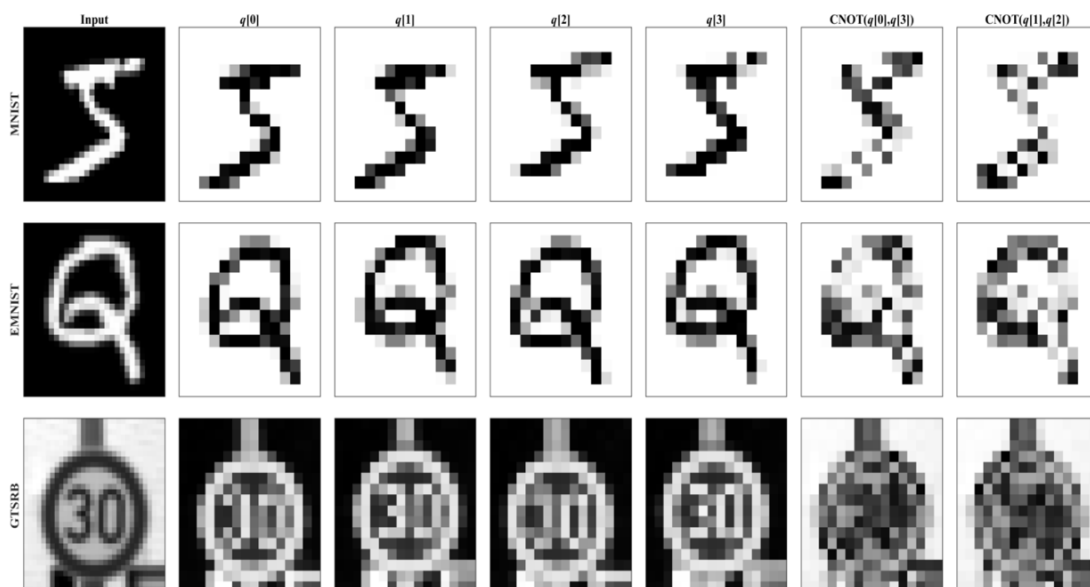 Input q[0] q[1] q[2] q[3] CNOT(q[0],q[3]) CNOT(q[1],q[2])
MNIST
EMNIST
GTSRB
30